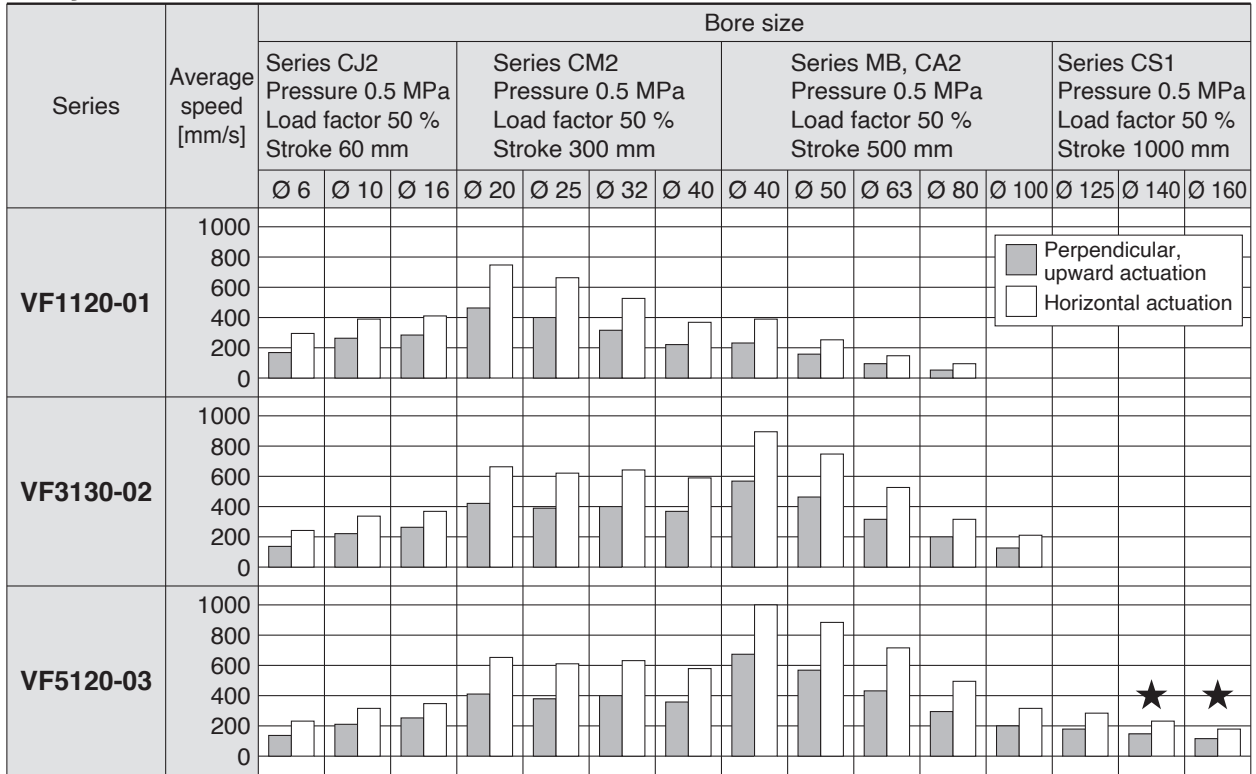 Bore size
Series
Average
speed
[mm/s]
Series CJ2
Pressure 0.5 MPa
Load factor 50 %
Stroke 60 mm
Series CM2
Pressure 0.5 MPa
Load factor 50 %
Stroke 300 mm
Series MB, CA2
Pressure 0.5 MPa
Load factor 50 %
Stroke 500 mm
Series CS1
Pressure 0.5 MPa
Load factor 50 %
Stroke 1000 mm
Ø 6 Ø 10 Ø 16 Ø 20 Ø 25 Ø 32 Ø 40 Ø 40 Ø 50 Ø 63 Ø 80 Ø 100 Ø 125 Ø 140 Ø 160
VF1120-01
1000
800
600
400
200
0
Perpendicular,
upward actuation
Horizontal actuation
VF3130-02
1000
800
600
400
200
0
VF5120-03
1000
800
600
400
200
0